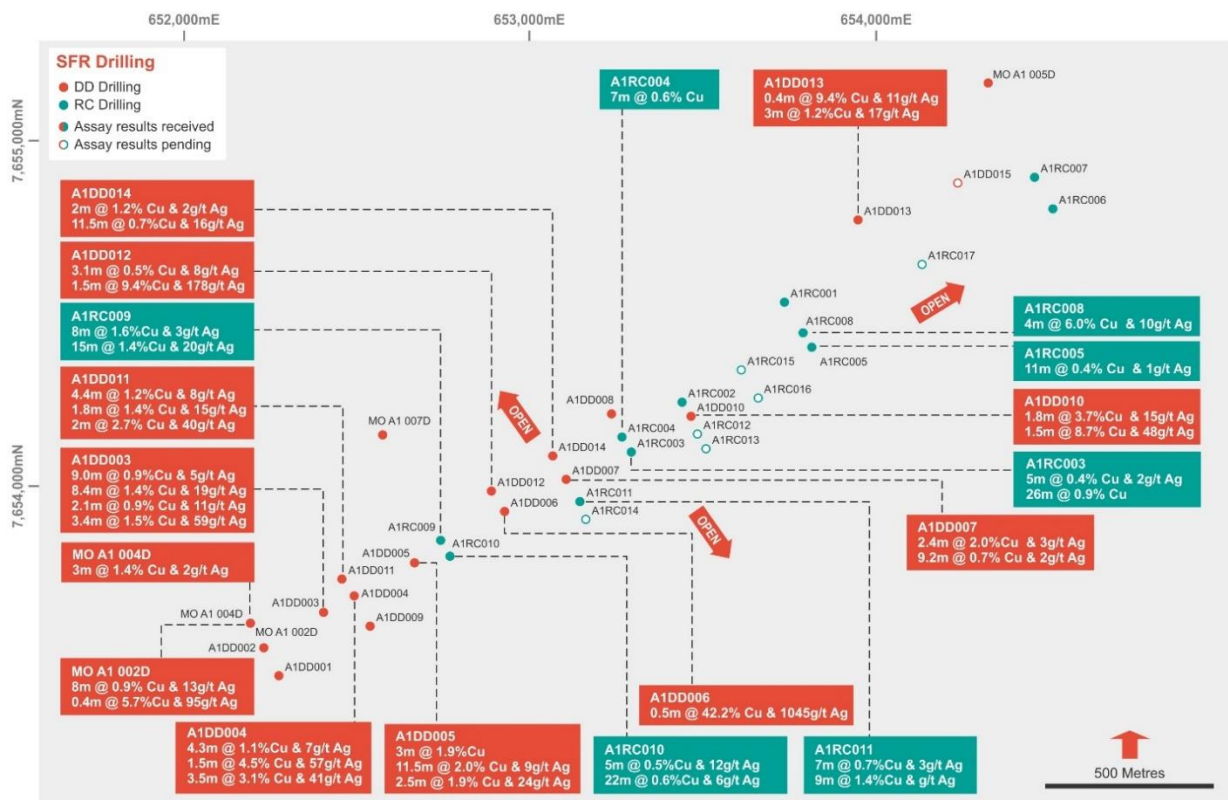 652,000mE
653,000mE
654,000mE
7,655,000mN
7,654,000mN
SFR Drilling
DD Drilling
RC Drilling
Assay results received
Assay results pending
A1RC004
7m @ 0.6% Cu
A1DD013
0.4m @ 9.4% Cu & 11g/t Ag
3m @ 1.2%Cu & 17g/t Ag
MO A1 005D
A1DD014
2m @ 1.2% Cu & 2g/t Ag
11.5m @ 0.7%Cu & 16g/t Ag
A1DD012
3.1m @ 0.5% Cu & 8g/t Ag
1.5m @ 9.4%Cu & 178g/t Ag
A1RC009
8m @ 1.6%Cu & 3g/t Ag
15m @ 1.4%Cu & 20g/t Ag
A1DD011
4.4m @ 1.2%Cu & 8g/t Ag
1.8m @ 1.4% Cu & 15g/t Ag
2m @ 2.7% Cu & 40g/t Ag
A1DD003
9.0m @ 0.9%Cu & 5g/t Ag
8.4m @ 1.4% Cu & 19g/t Ag
2.1m @ 0.9% Cu & 11g/t Ag
3.4m @ 1.5% Cu & 59g/t Ag
MO A1 004D
3m @ 1.4% Cu & 2g/t Ag
MO A1 002D
8m @ 0.9% Cu & 13g/t Ag
0.4m @ 5.7%Cu & 95g/t Ag
A1DD004
4.3m @ 1.1%Cu & 7g/t Ag
1.5m @ 4.5% Cu & 57g/t Ag
3.5m @ 3.1% Cu & 41g/t Ag
A1DD005
3m @ 1.9%Cu
11.5m @ 2.0% Cu & 9g/t Ag
2.5m @ 1.9% Cu & 24g/t Ag
A1RC010
5m @ 0.5%Cu & 12g/t Ag
22m @ 0.6%Cu & 6g/t Ag
A1DD006
0.5m @ 42.2% Cu & 1045g/t Ag
A1RC011
7m @ 0.7%Cu & 3g/t Ag
9m @ 1.4%Cu & g/t Ag
A1RC008
4m @ 6.0% Cu & 10g/t Ag
A1RC005
11m @ 0.4% Cu & 1g/t Ag
A1DD010
1.8m @ 3.7%Cu & 15g/t Ag
1.5m @ 8.7% Cu & 48g/t Ag
A1RC003
5m @ 0.4% Cu & 2g/t Ag
26m @ 0.9% Cu
A1DD007
2.4m @ 2.0%Cu & 3g/t Ag
9.2m @ 0.7% Cu & 2g/t Ag
A1RC007
A1DD015
A1RC006
A1DD013
A1RC017
OPEN
A1RC001
A1RC008
A1RC005
A1RC015
A1RC016
A1RC002
A1DD008
A1DD010
OPEN
MO A1 007D
A1RC004
A1RC012
A1RC003
A1RC013
A1DD014
A1DD007
A1DD012
A1RC011
A1DD006
A1RC014
OPEN
A1RC009
A1RC010
A1DD005
A1DD011
A1DD004
A1DD003
MO A1 004D
A1DD009
MO A1 002D
A1DD002
A1DD001
500 Metres